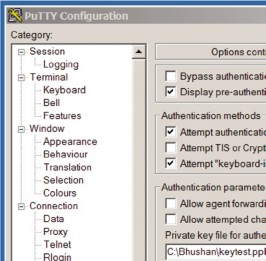 PuTTY Configuration
Category:
Session
Logging
Terminal
Keyboard
Bell
Features
Window
Appearance
Behaviour
Translation
Selection
Colours
Connection
Data
Proxy
Telnet
Rlogin
Options cont
Bypass authenticati
Display pre-authenti
Authentication methods
Attempt authenticatio
Attempt TIS or Crypt
Attempt "keyboard-i
Authentication paramete
Allow agent forwardi
Allow attempted cha
Private key file for authe
C:\Bhushan\keytest.ppk